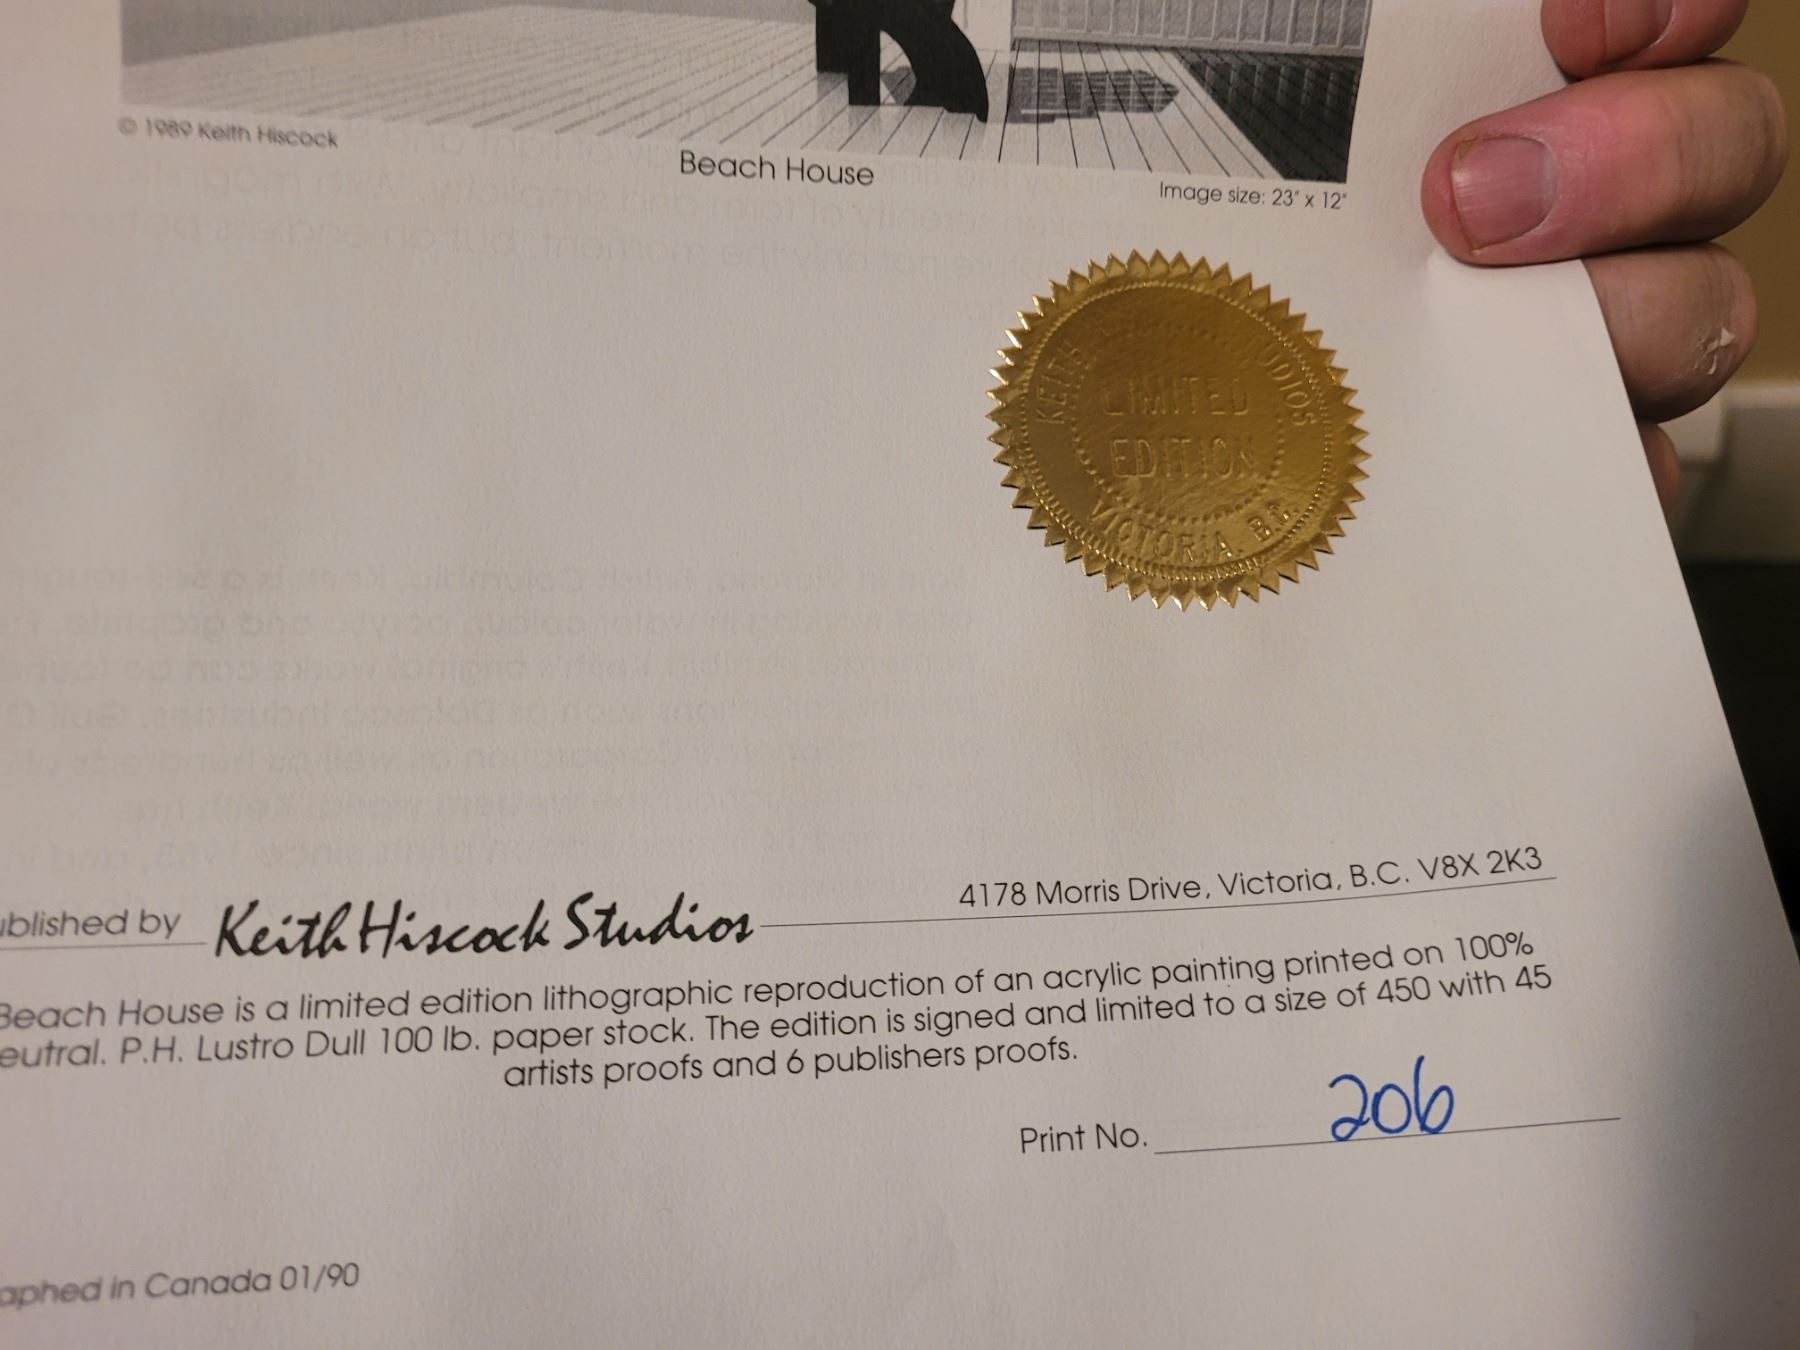 © 1989 Keith Hiscock
Beach House
Image size: 23" x 12"
KEITH STUDIOS
LIMITED
EDITION
VICTORIA, B.C.
ublished by Keith Hiscock Studios 4178 Morris Drive, Victoria, B.C. V8X 2K3
Beach House is a limited edition lithographic reproduction of an acrylic painting printed on 100%
eutral. P.H. Lustro Dull 100 lb. paper stock. The edition is signed and limited to a size of 450 with 45
artists proofs and 6 publishers proofs.
Print No. 206
aphed in Canada 01/90